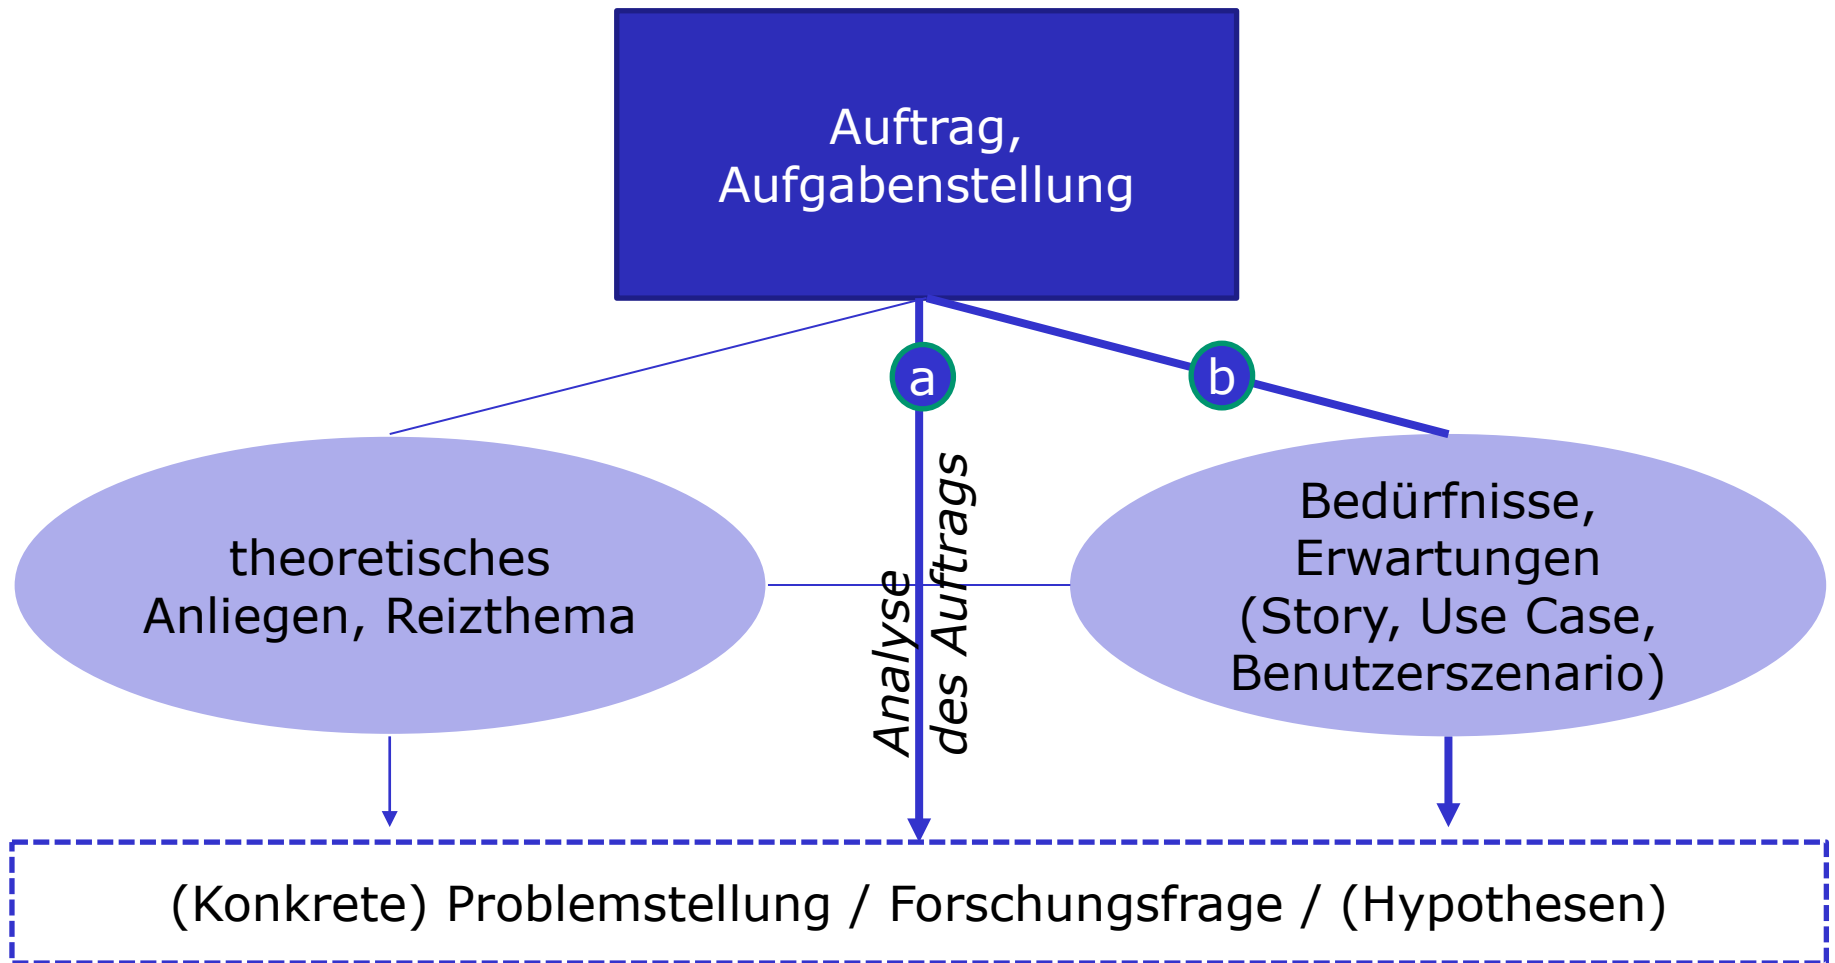 Auftrag,
Aufgabenstellung
a
b
theoretisches
Anliegen, Reizthema
Analyse
des Auftrags
Bedürfnisse,
Erwartungen
(Story, Use Case,
Benutzerszenario)
(Konkrete) Problemstellung / Forschungsfrage / (Hypothesen)